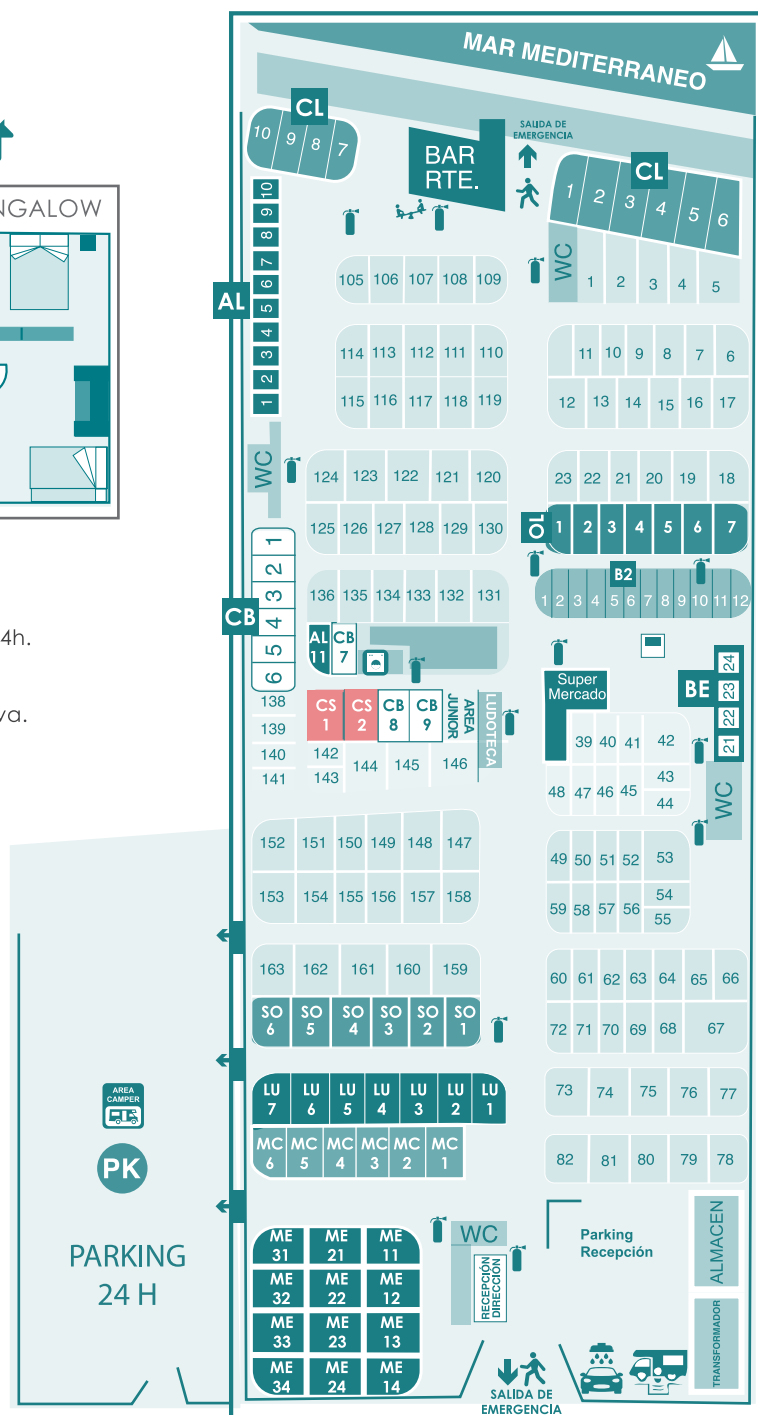 MAR MEDITERRANEO
CL
10 9 8 7
BAR
RTE.
SALIDA DE
EMERGENCIA
CL
1 2 3 4 5 6
WC
1 2 3 4 5
NGALOW
AL
10
9
8
7
6
5
4
3
2
1
105 106 107 108 109
114 113 112 111 110
115 116 117 118 119
11 10 9 8 7 6
12 13 14 15 16 17
WC
124 123 122 121 120
125 126 127 128 129 130
23 22 21 20 19 18
OL
1 2 3 4 5 6 7
B2
1 2 3 4 5 6 7 8 9 10 11 12
CB
1
2
3
4
5
6
136 135 134 133 132 131
AL
11
CB
7
4h.
va.
138
139
140
141
CS
1
CS
2
CB
8
CB
9
AREA
JUNIOR
LUDOTECA
142
143
144 145 146
Super
Mercado
BE
24
23
22
21
39 40 41 42
48 47 46 45
43
44
WC
152 151 150 149 148 147
153 154 155 156 157 158
49 50 51 52 53
59 58 57 56
54
55
163 162 161 160 159
SO
6
SO
5
SO
4
SO
3
SO
2
SO
1
60 61 62 63 64 65 66
72 71 70 69 68 67
LU
7
LU
6
LU
5
LU
4
LU
3
LU
2
LU
1
MC
6
MC
5
MC
4
MC
3
MC
2
MC
1
73 74 75 76 77
82 81 80 79 78
AREA
CAMPER
PK
PARKING
24 H
ME
31
ME
21
ME
11
ME
32
ME
22
ME
12
ME
33
ME
23
ME
13
ME
34
ME
24
ME
14
WC
RECEPCIÓN
DIRECCIÓN
Parking
Recepción
ALMACEN
TRANSFORMADOR
SALIDA DE
EMERGENCIA